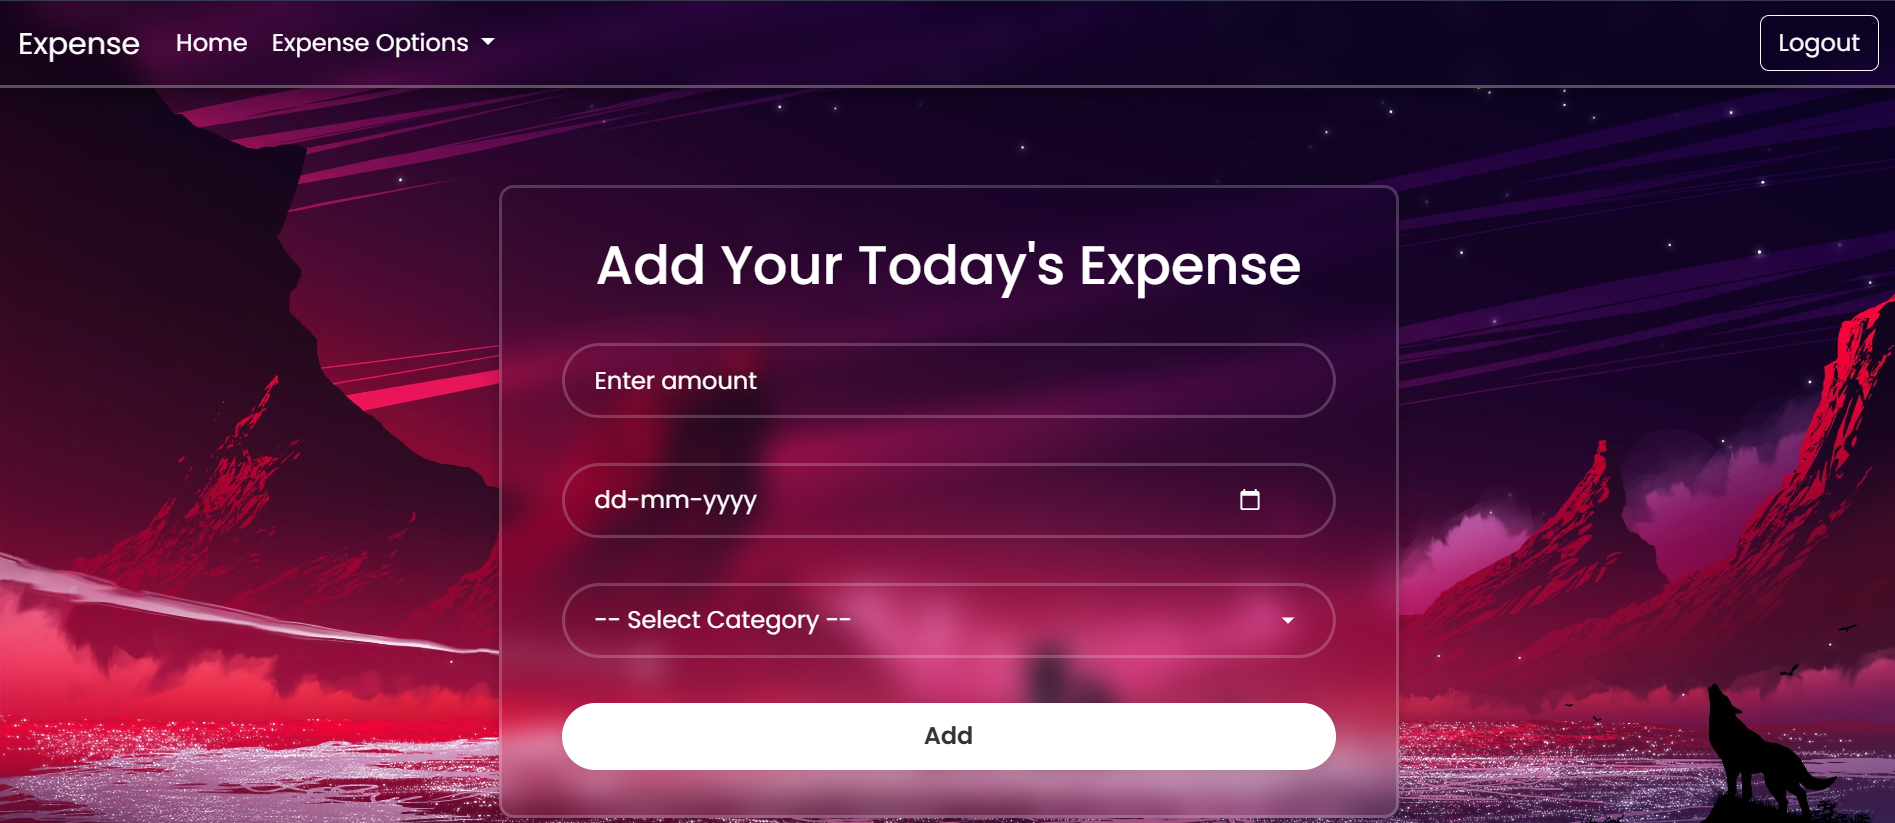 Expense Home Expense Options Logout
Add Your Today's Expense
Enter amount
dd-mm-yyyy
-- Select Category --
Add